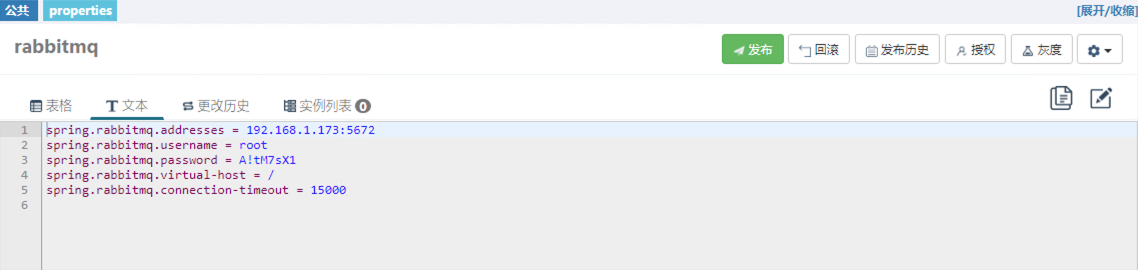 公共 properties [展开/收缩]
rabbitmq 发布 回滚 发布历史 授权 灰度
表格 文本 更改历史 实例列表 0
1 spring.rabbitmq.addresses = 192.168.1.173:5672
2 spring.rabbitmq.username = root
3 spring.rabbitmq.password = A!tM7sX1
4 spring.rabbitmq.virtual-host = /
5 spring.rabbitmq.connection-timeout = 15000
6